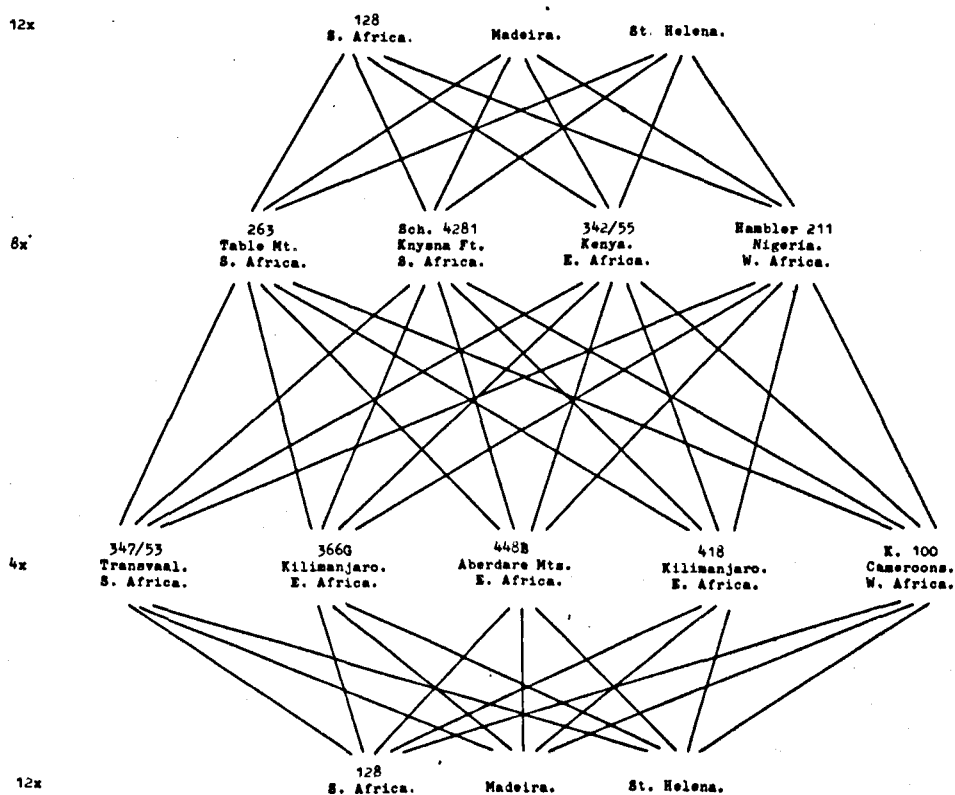 12x
128
S. Africa.
Madeira.
St. Helena.
8x
263
Table Mt.
S. Africa.
Sch. 4281
Knysna Ft.
S. Africa.
342/55
Kenya.
E. Africa.
Hambler 211
Nigeria.
W. Africa.
4x
347/53
Transvaal.
S. Africa.
366G
Kilimanjaro.
E. Africa.
448B
Aberdare Mts.
E. Africa.
418
Kilimanjaro.
E. Africa.
K. 100
Cameroons.
W. Africa.
12x
128
S. Africa.
Madeira.
St. Helena.